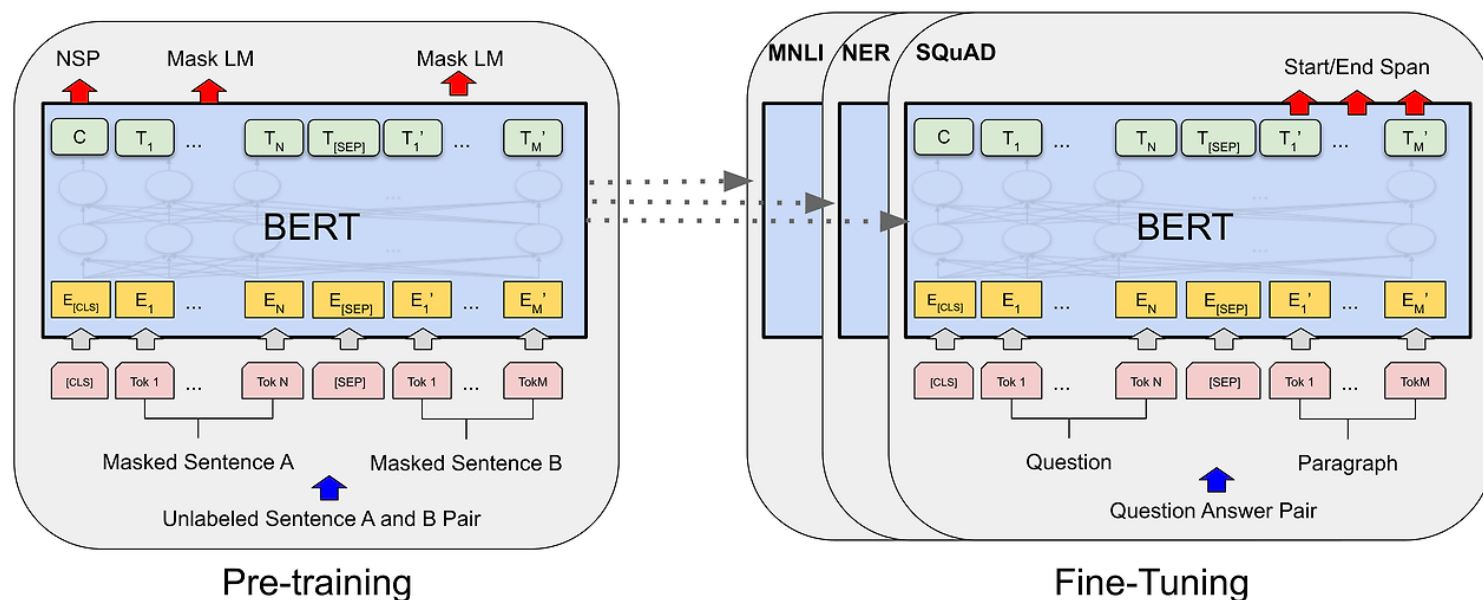 NSP Mask LM Mask LM
C T1 ... TN T[SEP] T1' ... TM'
...
BERT
...
E[CLS] E1 ... EN E[SEP] E1' ... EM'
[CLS] Tok 1 ... Tok N [SEP] Tok 1 ... TokM
Masked Sentence A Masked Sentence B
Unlabeled Sentence A and B Pair
Pre-training
MNLI NER SQuAD
Start/End Span
C T1 ... TN T[SEP] T1' ... TM'
...
BERT
...
E[CLS] E1 ... EN E[SEP] E1' ... EM'
[CLS] Tok 1 ... Tok N [SEP] Tok 1 ... TokM
Question Paragraph
Question Answer Pair
Fine-Tuning